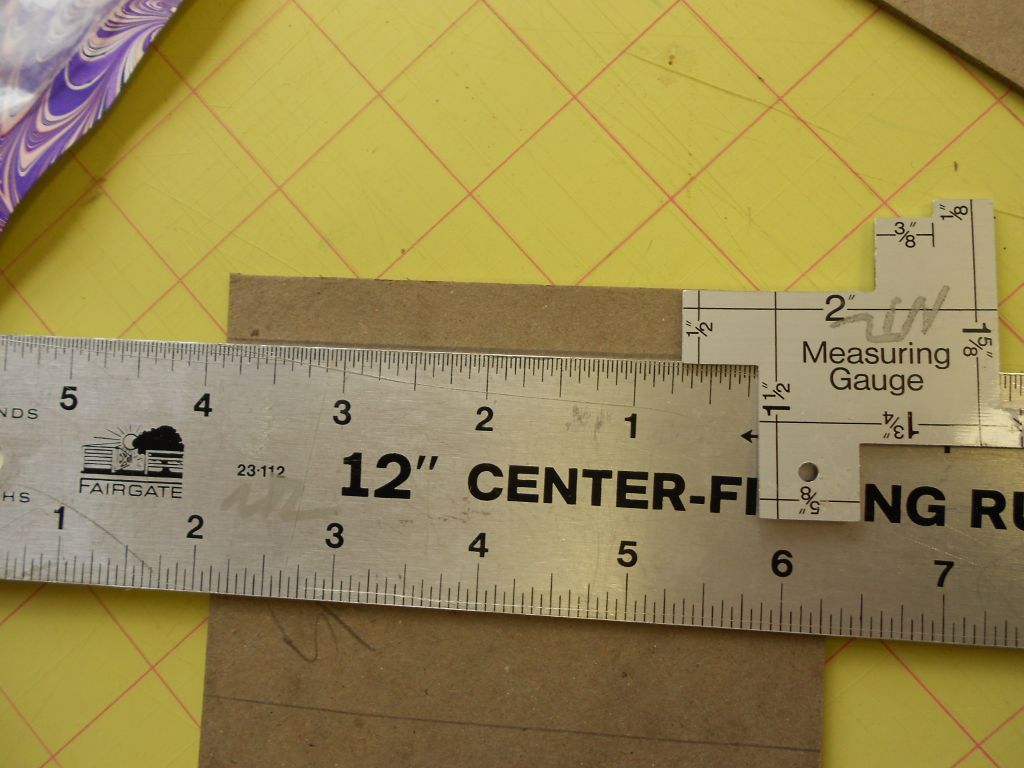 1/8"
3/8"
2"
1/2"
Measuring
Gauge
1 5/8"
1 1/2"
1 3/4"
5/8"
5 4 3 2 1
NDS
23-112
12" CENTER-FI NG RU
FAIRGATE
HS
1 2 3 4 5 6 7